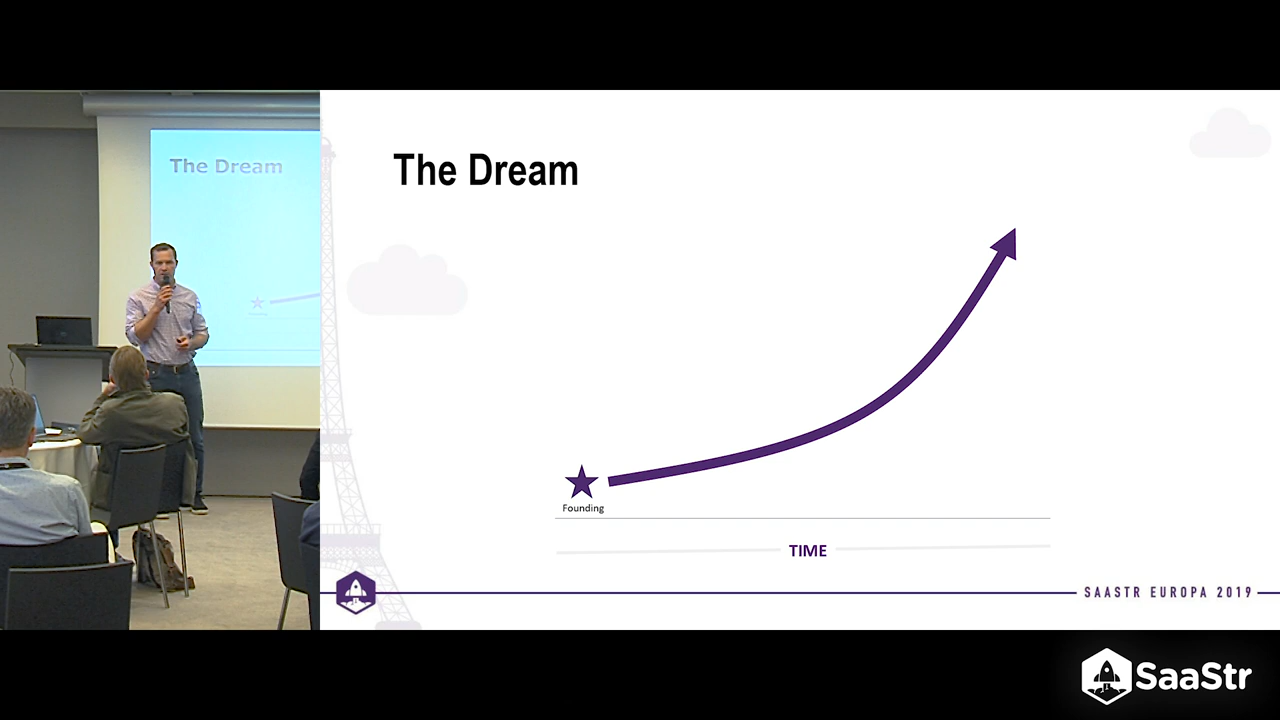 The Dream
The Dream
Founding
TIME
SAASTR EUROPA 2019
SaaStr